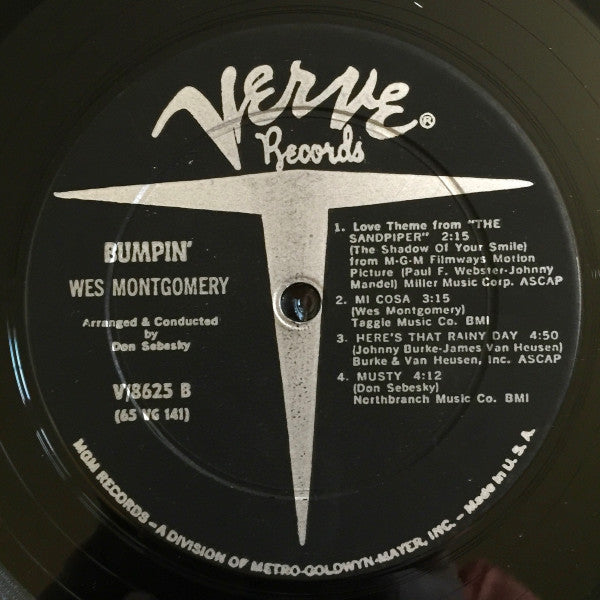 VERVE®
Records
BUMPIN'
WES MONTGOMERY
Arranged & Conducted
by
Don Sebesky
V/8625 B
(65 VG 141)
1. Love Theme from "THE
SANDPIPER" 2:15
(The Shadow Of Your Smile)
from M-G-M Filmways Motion
Picture (Paul F. Webster-Johnny
Mandel) Miller Music Corp. ASCAP
2. MI COSA 3:15
(Wes Montgomery)
Taggie Music Co. BMI
3. HERE'S THAT RAINY DAY 4:50
(Johnny Burke-James Van Heusen)
Burke & Van Heusen, Inc. ASCAP
4. MUSTY 4:12
(Don Sebesky)
Northbranch Music Co. BMI
MGM RECORDS – A DIVISION OF METRO-GOLDWYN-MAYER, INC. – Made in U. S. A.